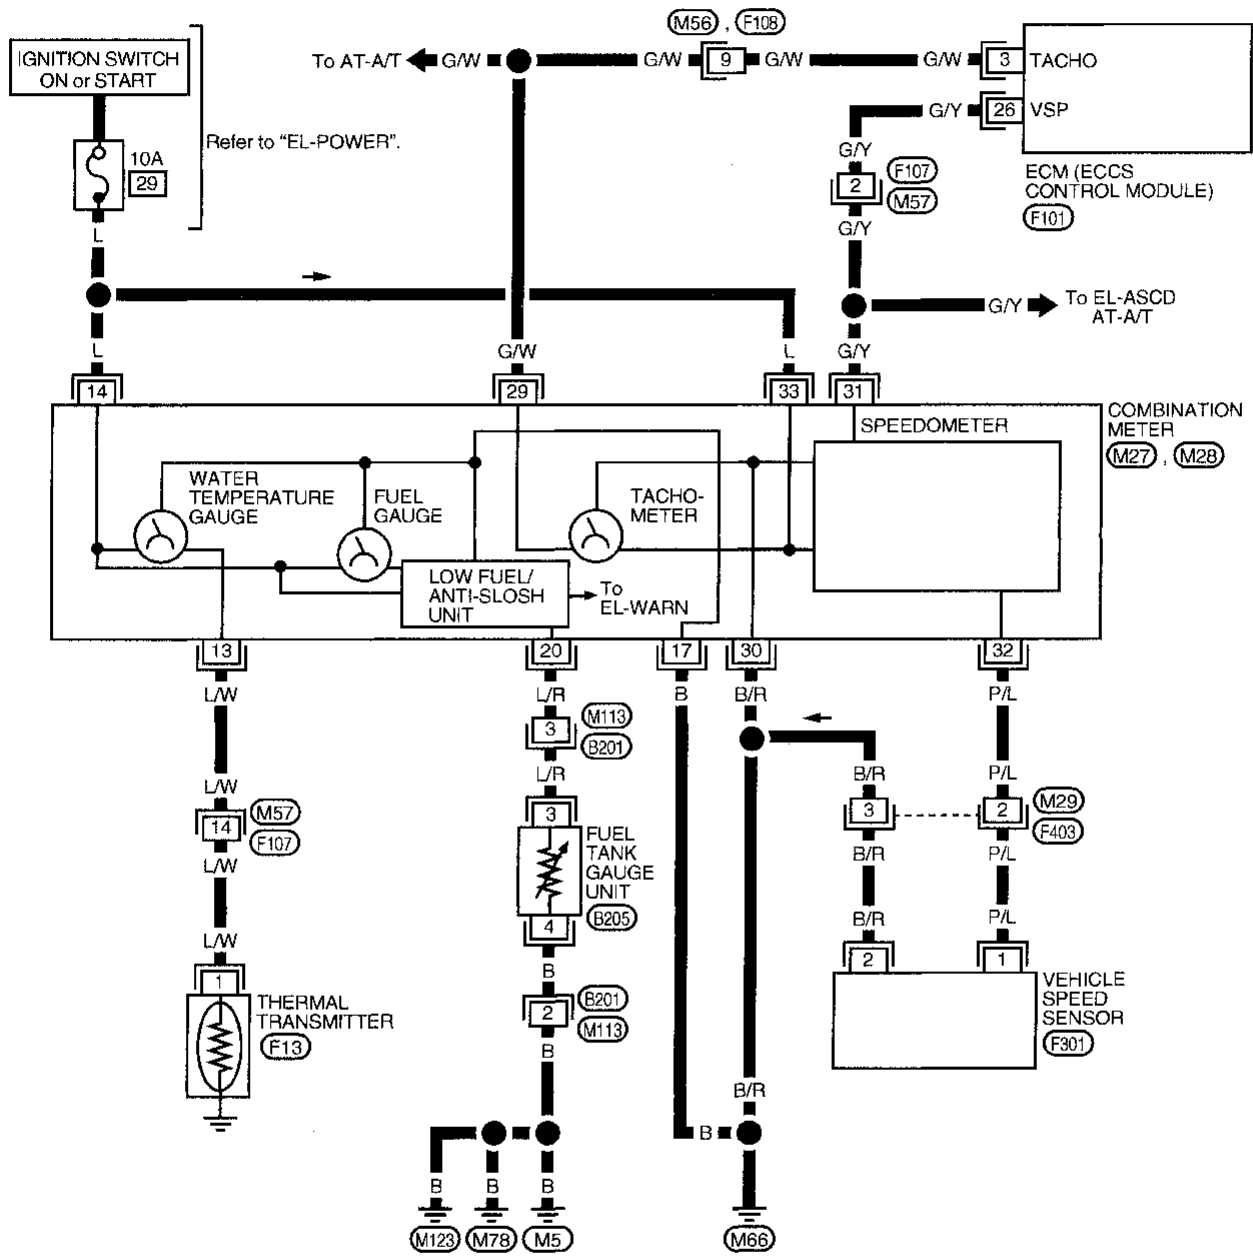 M56 , F108
IGNITION SWITCH
ON or START
To AT-A/T
G/W
G/W
9
G/W
G/W
3
TACHO
G/Y
26
VSP
Refer to "EL-POWER".
10A
29
G/Y
2
F107
M57
ECM (ECCS
CONTROL MODULE)
F101
L
G/Y
G/Y
To EL-ASCD
AT-A/T
L
G/W
L
G/Y
14
29
33
31
COMBINATION
METER
M27 , M28
SPEEDOMETER
WATER
TEMPERATURE
GAUGE
FUEL
GAUGE
TACHO-
METER
LOW FUEL/
ANTI-SLOSH
UNIT
To
EL-WARN
13
20
17
30
32
L/W
L/R
B
B/R
P/L
3
M113
B201
L/W
L/R
B/R
P/L
14
M57
F107
3
3
2
M29
F403
L/W
FUEL
TANK
GAUGE
UNIT
B205
B/R
P/L
L/W
4
B/R
P/L
1
B
2
1
THERMAL
TRANSMITTER
F13
2
B201
M113
VEHICLE
SPEED
SENSOR
F301
B
B/R
B
B
B
B
M123
M78
M5
M66